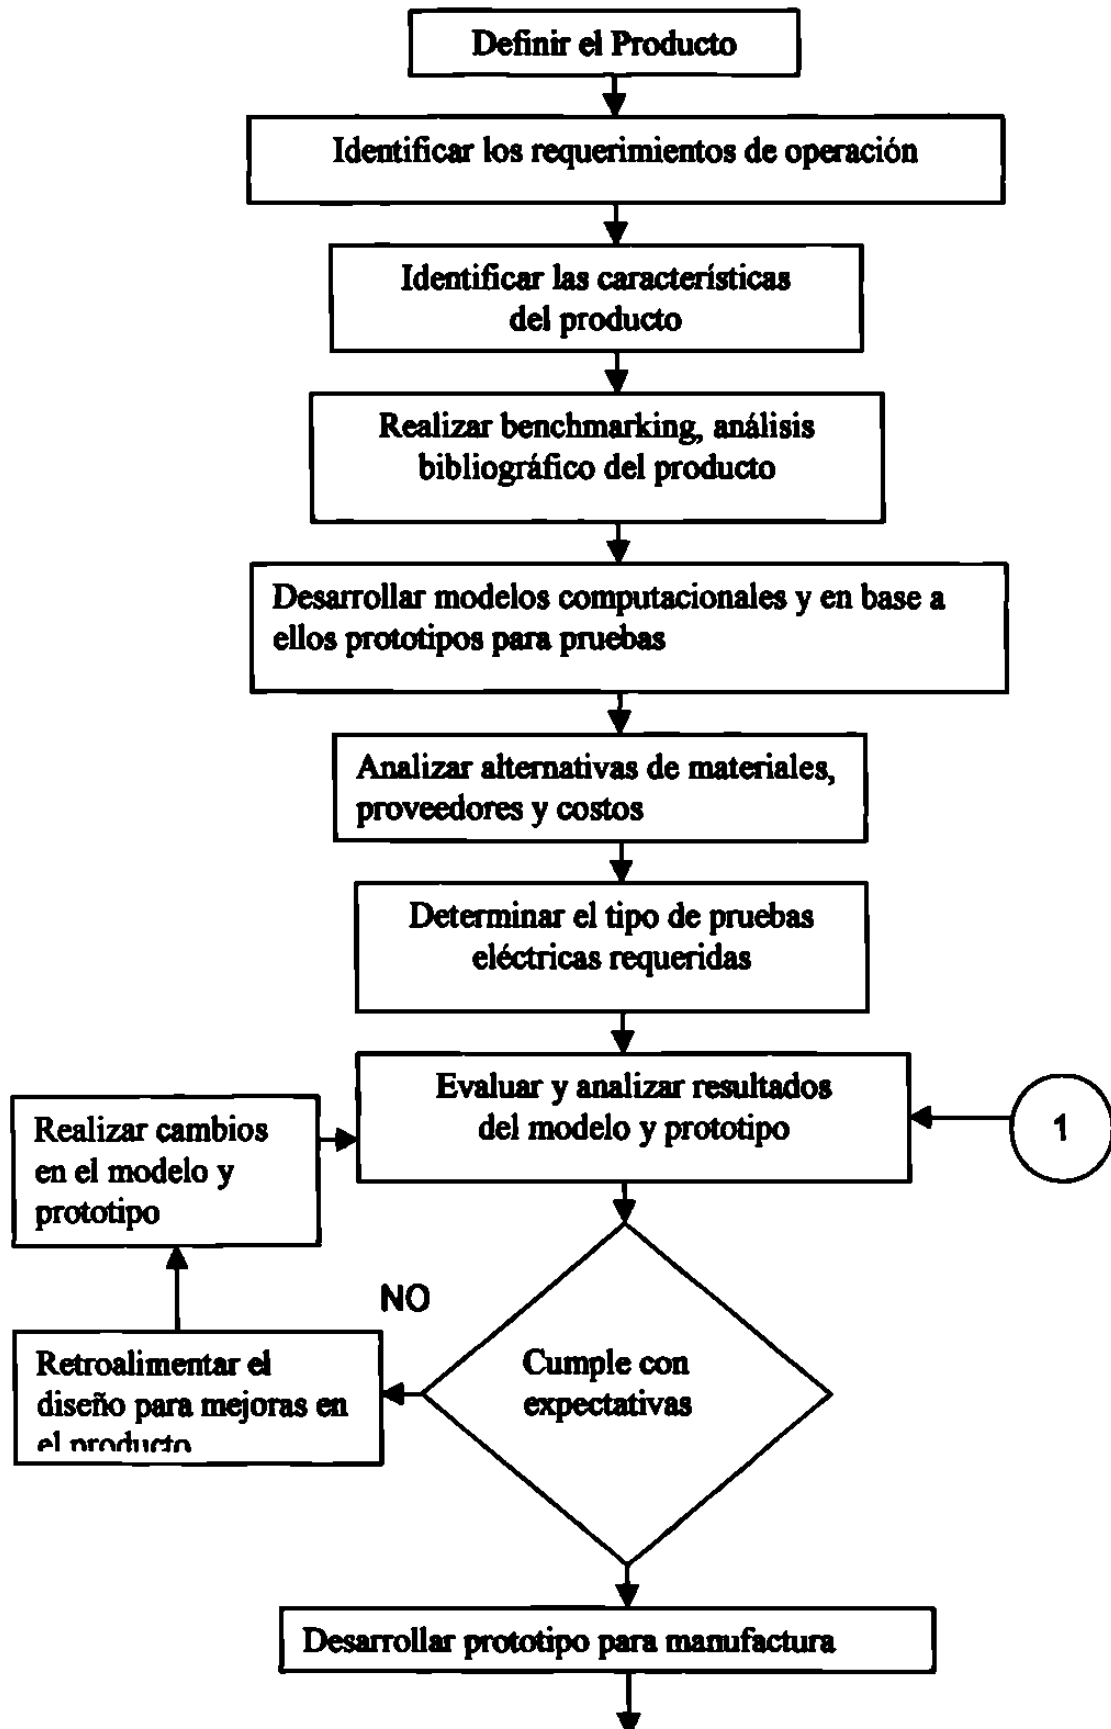 Definir el Producto
Identificar los requerimientos de operación
Identificar las característícas
del producto
Realizar benchmarking, análisis
bibliográfico del producto
Desarrollar modelos computacionales y en base a
ellos prototipos para pruebas
Analizar alternativas de materiales,
proveedores y costos
Determinar el tipo de pruebas
eléctricas requeridas
Evaluar y analizar resultados
del modelo y prototipo
1
Realizar cambios
en el modelo y
prototipo
NO
Retroalimentar el
diseño para mejoras en
el producto
Cumple con
expectativas
Desarrollar prototipo para manufactura